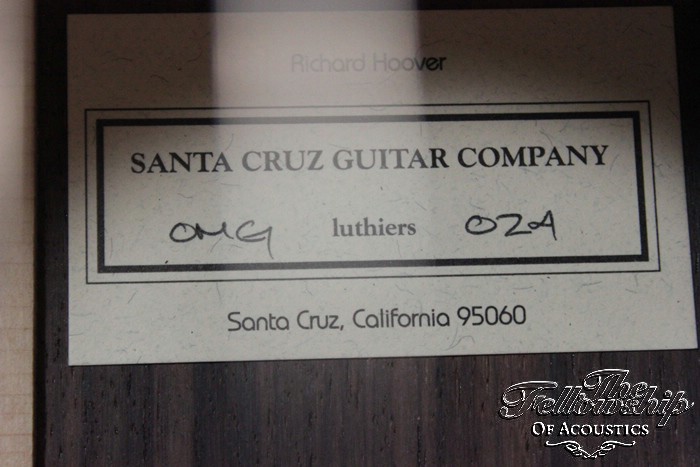 Richard Hoover
SANTA CRUZ GUITAR COMPANY
OMG luthiers 024
Santa Cruz, California 95060
The
Fellowship
OF ACOUSTICS